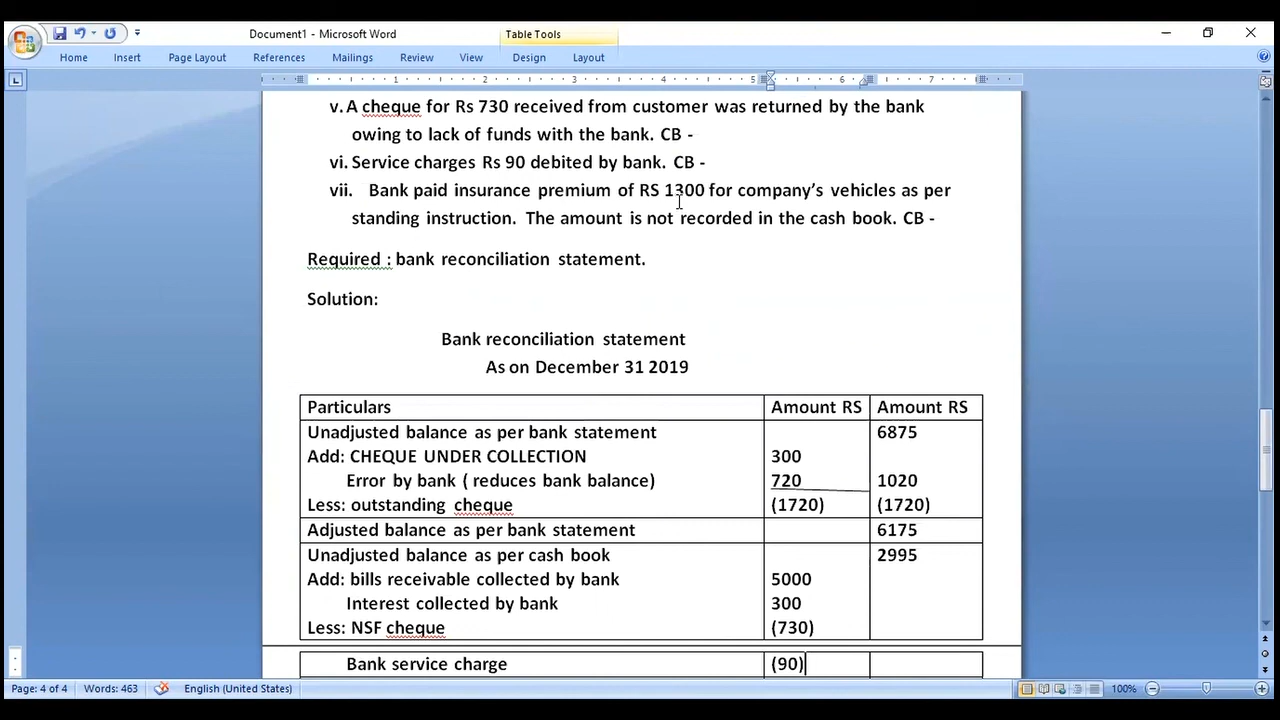 Document1 - Microsoft Word
Table Tools
Home Insert Page Layout References Mailings Review View Design Layout
1 2 3 4 5 6 7
v. A cheque for Rs 730 received from customer was returned by the bank
owing to lack of funds with the bank. CB -
vi. Service charges Rs 90 debited by bank. CB -
vii. Bank paid insurance premium of RS 1300 for company's vehicles as per
standing instruction. The amount is not recorded in the cash book. CB -
Required : bank reconciliation statement.
Solution:
Bank reconciliation statement
As on December 31 2019
Particulars Amount RS Amount RS
Unadjusted balance as per bank statement 6875
Add: CHEQUE UNDER COLLECTION 300
Error by bank ( reduces bank balance) 720 1020
Less: outstanding cheque (1720) (1720)
Adjusted balance as per bank statement 6175
Unadjusted balance as per cash book 2995
Add: bills receivable collected by bank 5000
Interest collected by bank 300
Less: NSF cheque (730)
Bank service charge (90)
Page: 4 of 4 Words: 463 English (United States) 100%